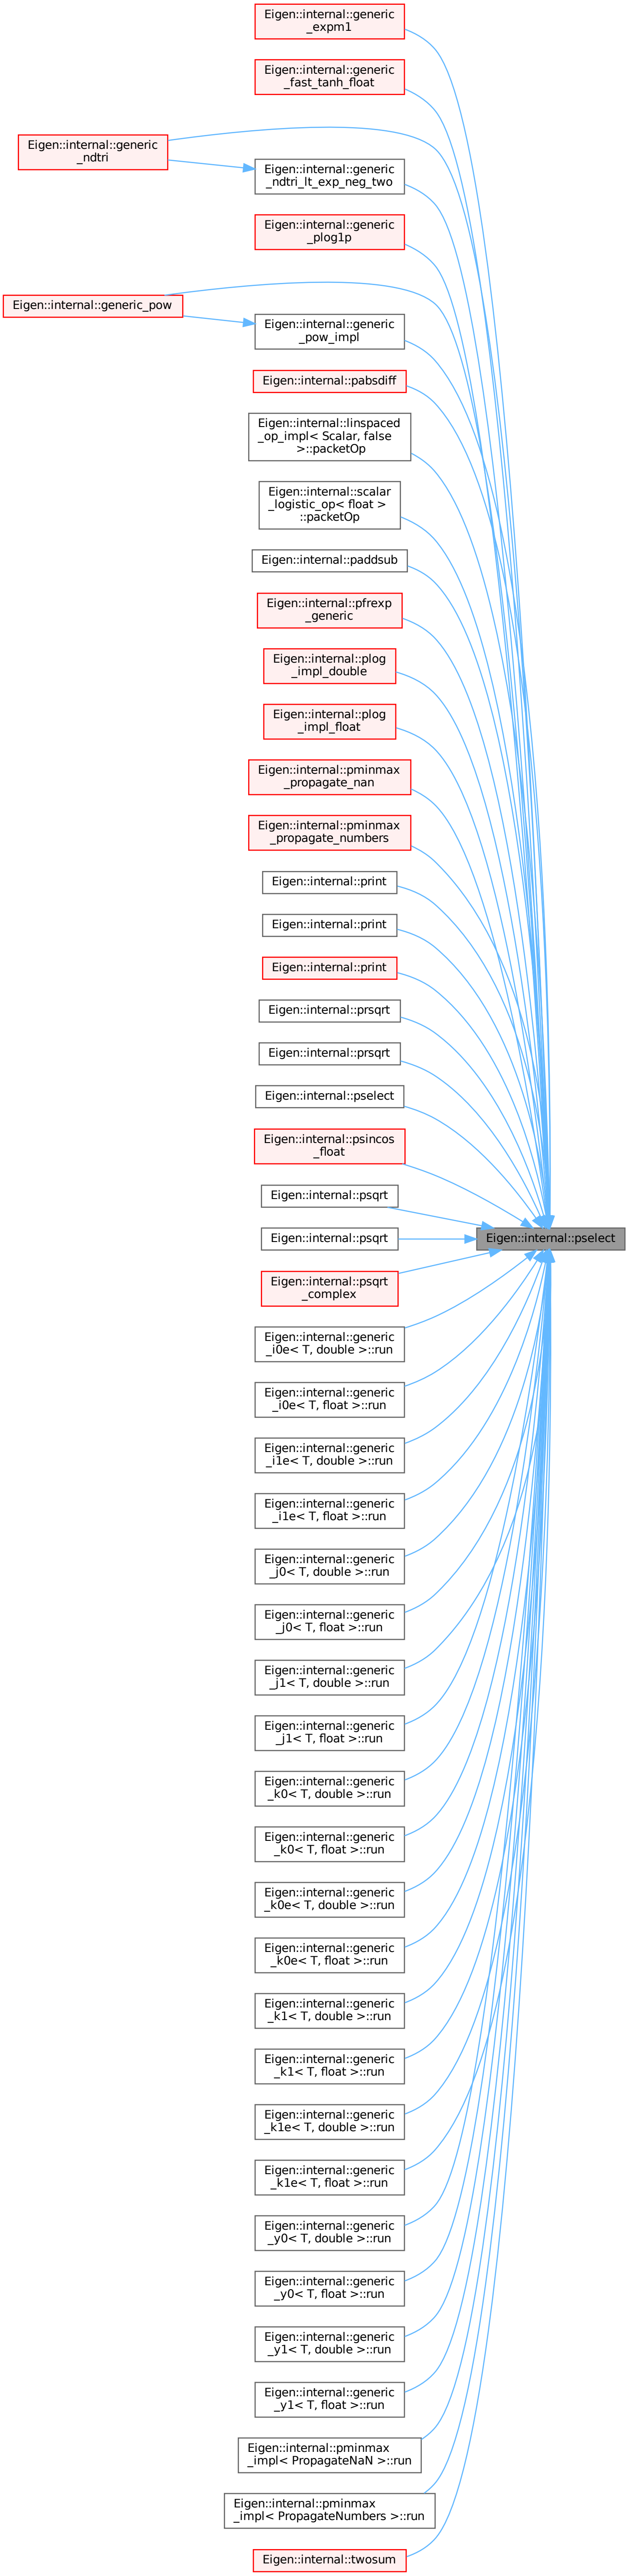 Eigen::internal::generic
_expm1
Eigen::internal::generic
_fast_tanh_float
Eigen::internal::generic
_ndtri
Eigen::internal::generic
_ndtri_lt_exp_neg_two
Eigen::internal::generic
_plog1p
Eigen::internal::generic_pow
Eigen::internal::generic
_pow_impl
Eigen::internal::pabsdiff
Eigen::internal::linspaced
_op_impl< Scalar, false
>::packetOp
Eigen::internal::scalar
_logistic_op< float >
::packetOp
Eigen::internal::paddsub
Eigen::internal::pfrexp
_generic
Eigen::internal::plog
_impl_double
Eigen::internal::plog
_impl_float
Eigen::internal::pminmax
_propagate_nan
Eigen::internal::pminmax
_propagate_numbers
Eigen::internal::print
Eigen::internal::print
Eigen::internal::print
Eigen::internal::prsqrt
Eigen::internal::prsqrt
Eigen::internal::pselect
Eigen::internal::psincos
_float
Eigen::internal::psqrt
Eigen::internal::psqrt
Eigen::internal::pselect
Eigen::internal::psqrt
_complex
Eigen::internal::generic
_i0e< T, double >::run
Eigen::internal::generic
_i0e< T, float >::run
Eigen::internal::generic
_i1e< T, double >::run
Eigen::internal::generic
_i1e< T, float >::run
Eigen::internal::generic
_j0< T, double >::run
Eigen::internal::generic
_j0< T, float >::run
Eigen::internal::generic
_j1< T, double >::run
Eigen::internal::generic
_j1< T, float >::run
Eigen::internal::generic
_k0< T, double >::run
Eigen::internal::generic
_k0< T, float >::run
Eigen::internal::generic
_k0e< T, double >::run
Eigen::internal::generic
_k0e< T, float >::run
Eigen::internal::generic
_k1< T, double >::run
Eigen::internal::generic
_k1< T, float >::run
Eigen::internal::generic
_k1e< T, double >::run
Eigen::internal::generic
_k1e< T, float >::run
Eigen::internal::generic
_y0< T, double >::run
Eigen::internal::generic
_y0< T, float >::run
Eigen::internal::generic
_y1< T, double >::run
Eigen::internal::generic
_y1< T, float >::run
Eigen::internal::pminmax
_impl< PropagateNaN >::run
Eigen::internal::pminmax
_impl< PropagateNumbers >::run
Eigen::internal::twosum